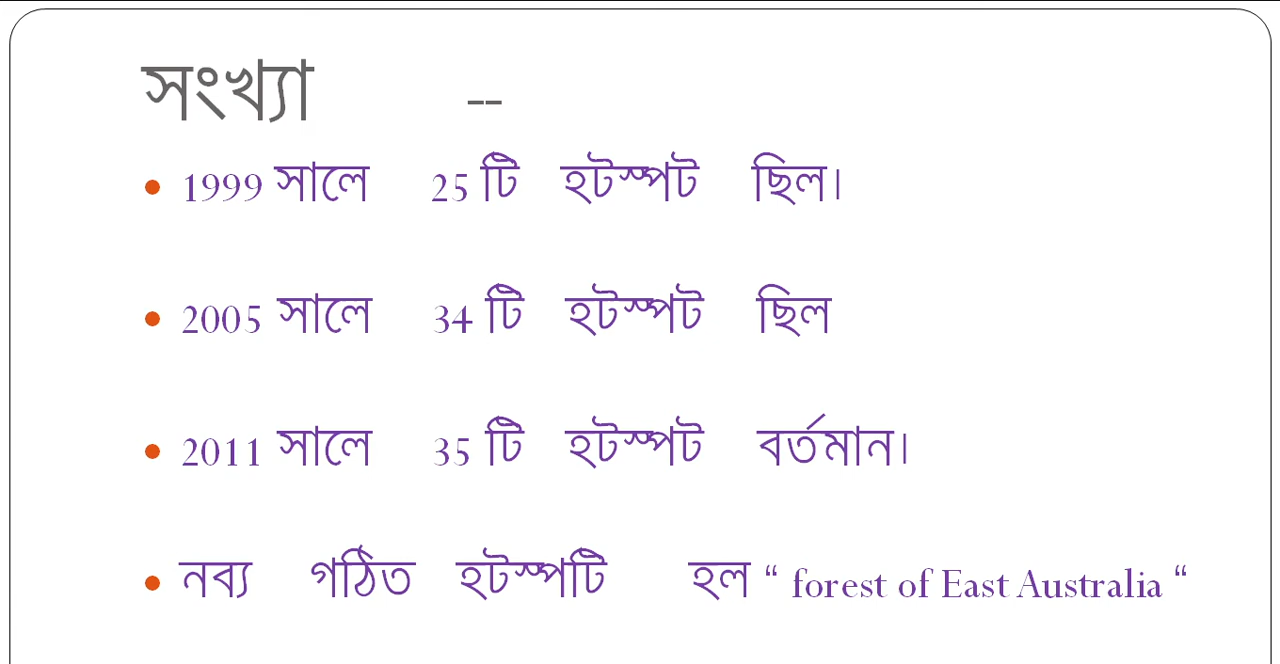 সংখ্যা --
1999 সালে 25 টি হটস্পট ছিল।
2005 সালে 34 টি হটস্পট ছিল
2011 সালে 35 টি হটস্পট বর্তমান।
নব্য গঠিত হটস্পটি হল “ forest of East Australia “